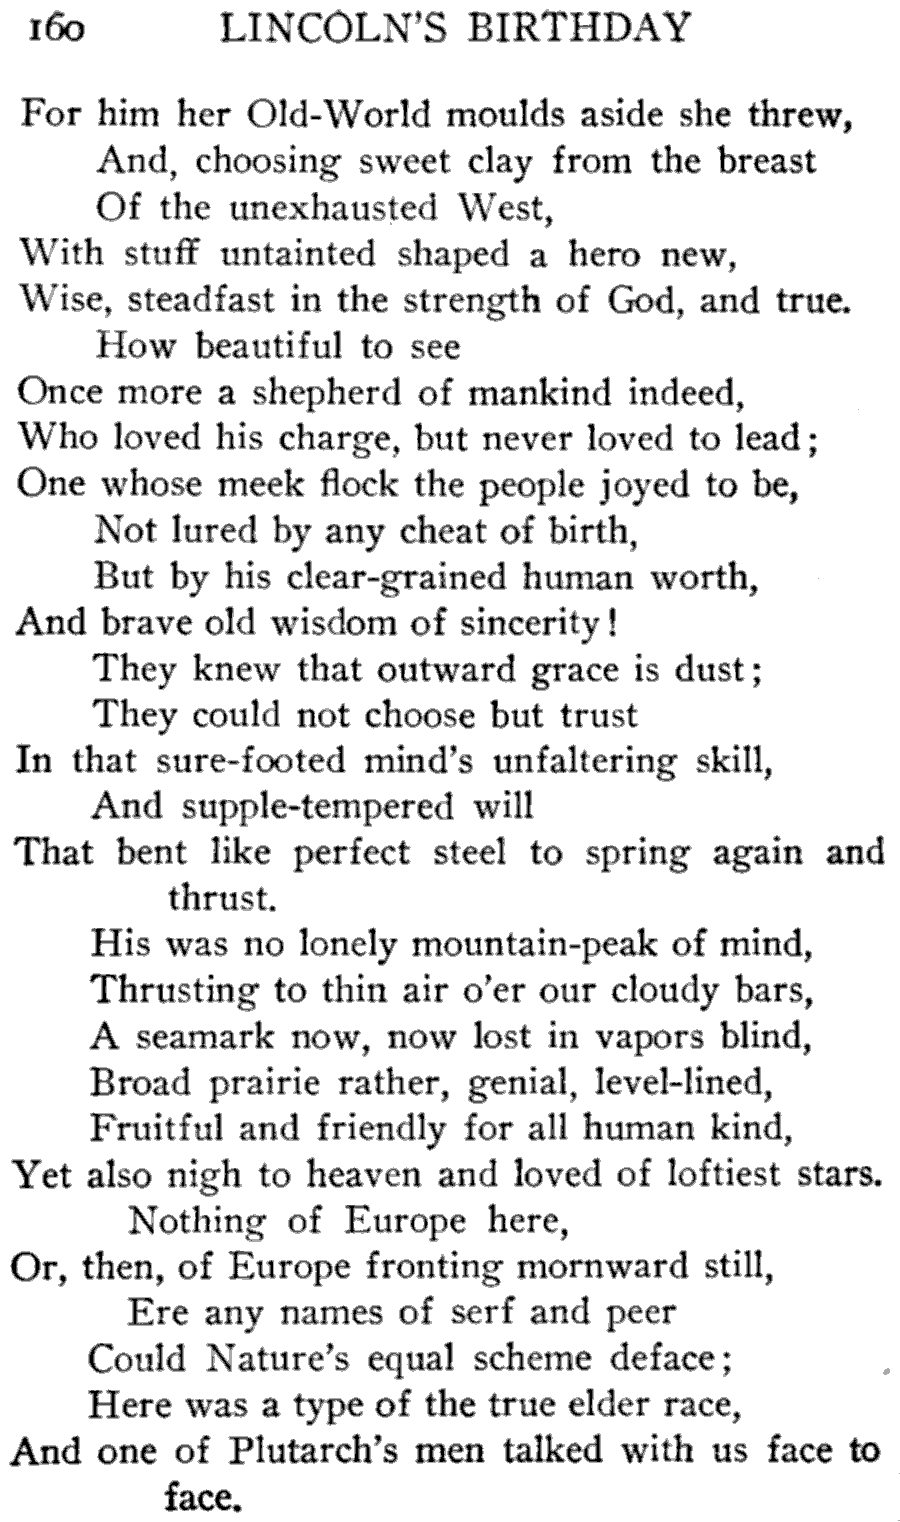 160 LINCOLN'S BIRTHDAY
For him her Old-World moulds aside she threw,
And, choosing sweet clay from the breast
Of the unexhausted West,
With stuff untainted shaped a hero new,
Wise, steadfast in the strength of God, and true.
How beautiful to see
Once more a shepherd of mankind indeed,
Who loved his charge, but never loved to lead;
One whose meek flock the people joyed to be,
Not lured by any cheat of birth,
But by his clear-grained human worth,
And brave old wisdom of sincerity!
They knew that outward grace is dust;
They could not choose but trust
In that sure-footed mind's unfaltering skill,
And supple-tempered will
That bent like perfect steel to spring again and
thrust.
His was no lonely mountain-peak of mind,
Thrusting to thin air o'er our cloudy bars,
A seamark now, now lost in vapors blind,
Broad prairie rather, genial, level-lined,
Fruitful and friendly for all human kind,
Yet also nigh to heaven and loved of loftiest stars.
Nothing of Europe here,
Or, then, of Europe fronting mornward still,
Ere any names of serf and peer
Could Nature's equal scheme deface;
Here was a type of the true elder race,
And one of Plutarch's men talked with us face to
face.